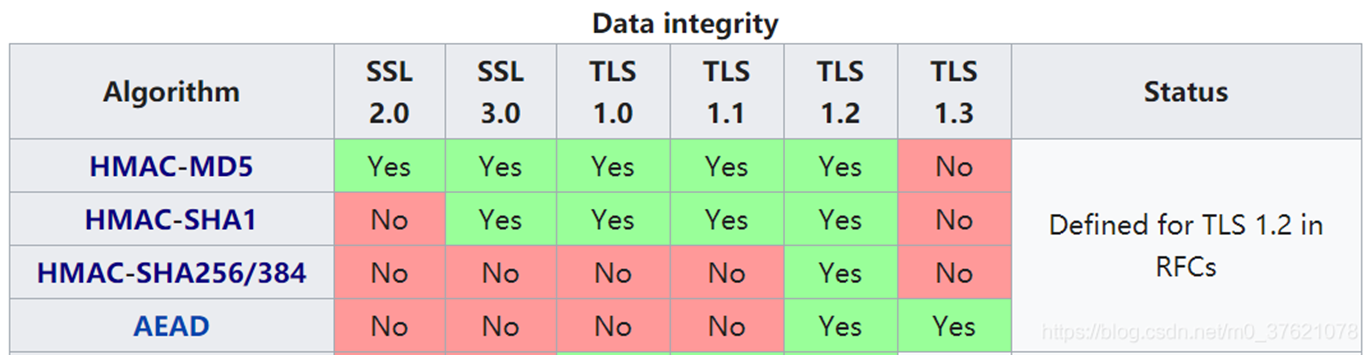 Data integrity
Algorithm SSL 2.0 SSL 3.0 TLS 1.0 TLS 1.1 TLS 1.2 TLS 1.3 Status
HMAC-MD5 Yes Yes Yes Yes Yes No
HMAC-SHA1 No Yes Yes Yes Yes No
Defined for TLS 1.2 in
RFCs
HMAC-SHA256/384 No No No No Yes No
AEAD No No No No Yes Yes
https://blog.csdn.net/m0_37621078